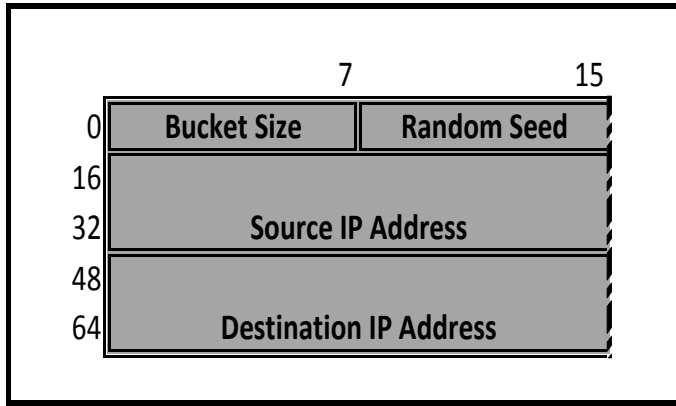 7 15
0 Bucket Size Random Seed
16
32 Source IP Address
48
64 Destination IP Address